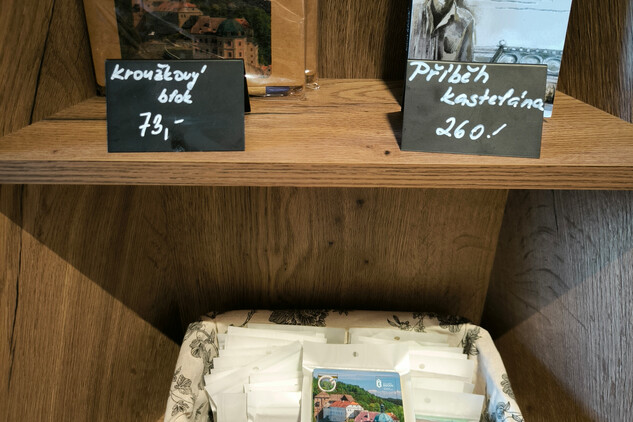 kroužkový
blok
73,-
Příběh
kastelána
260.!